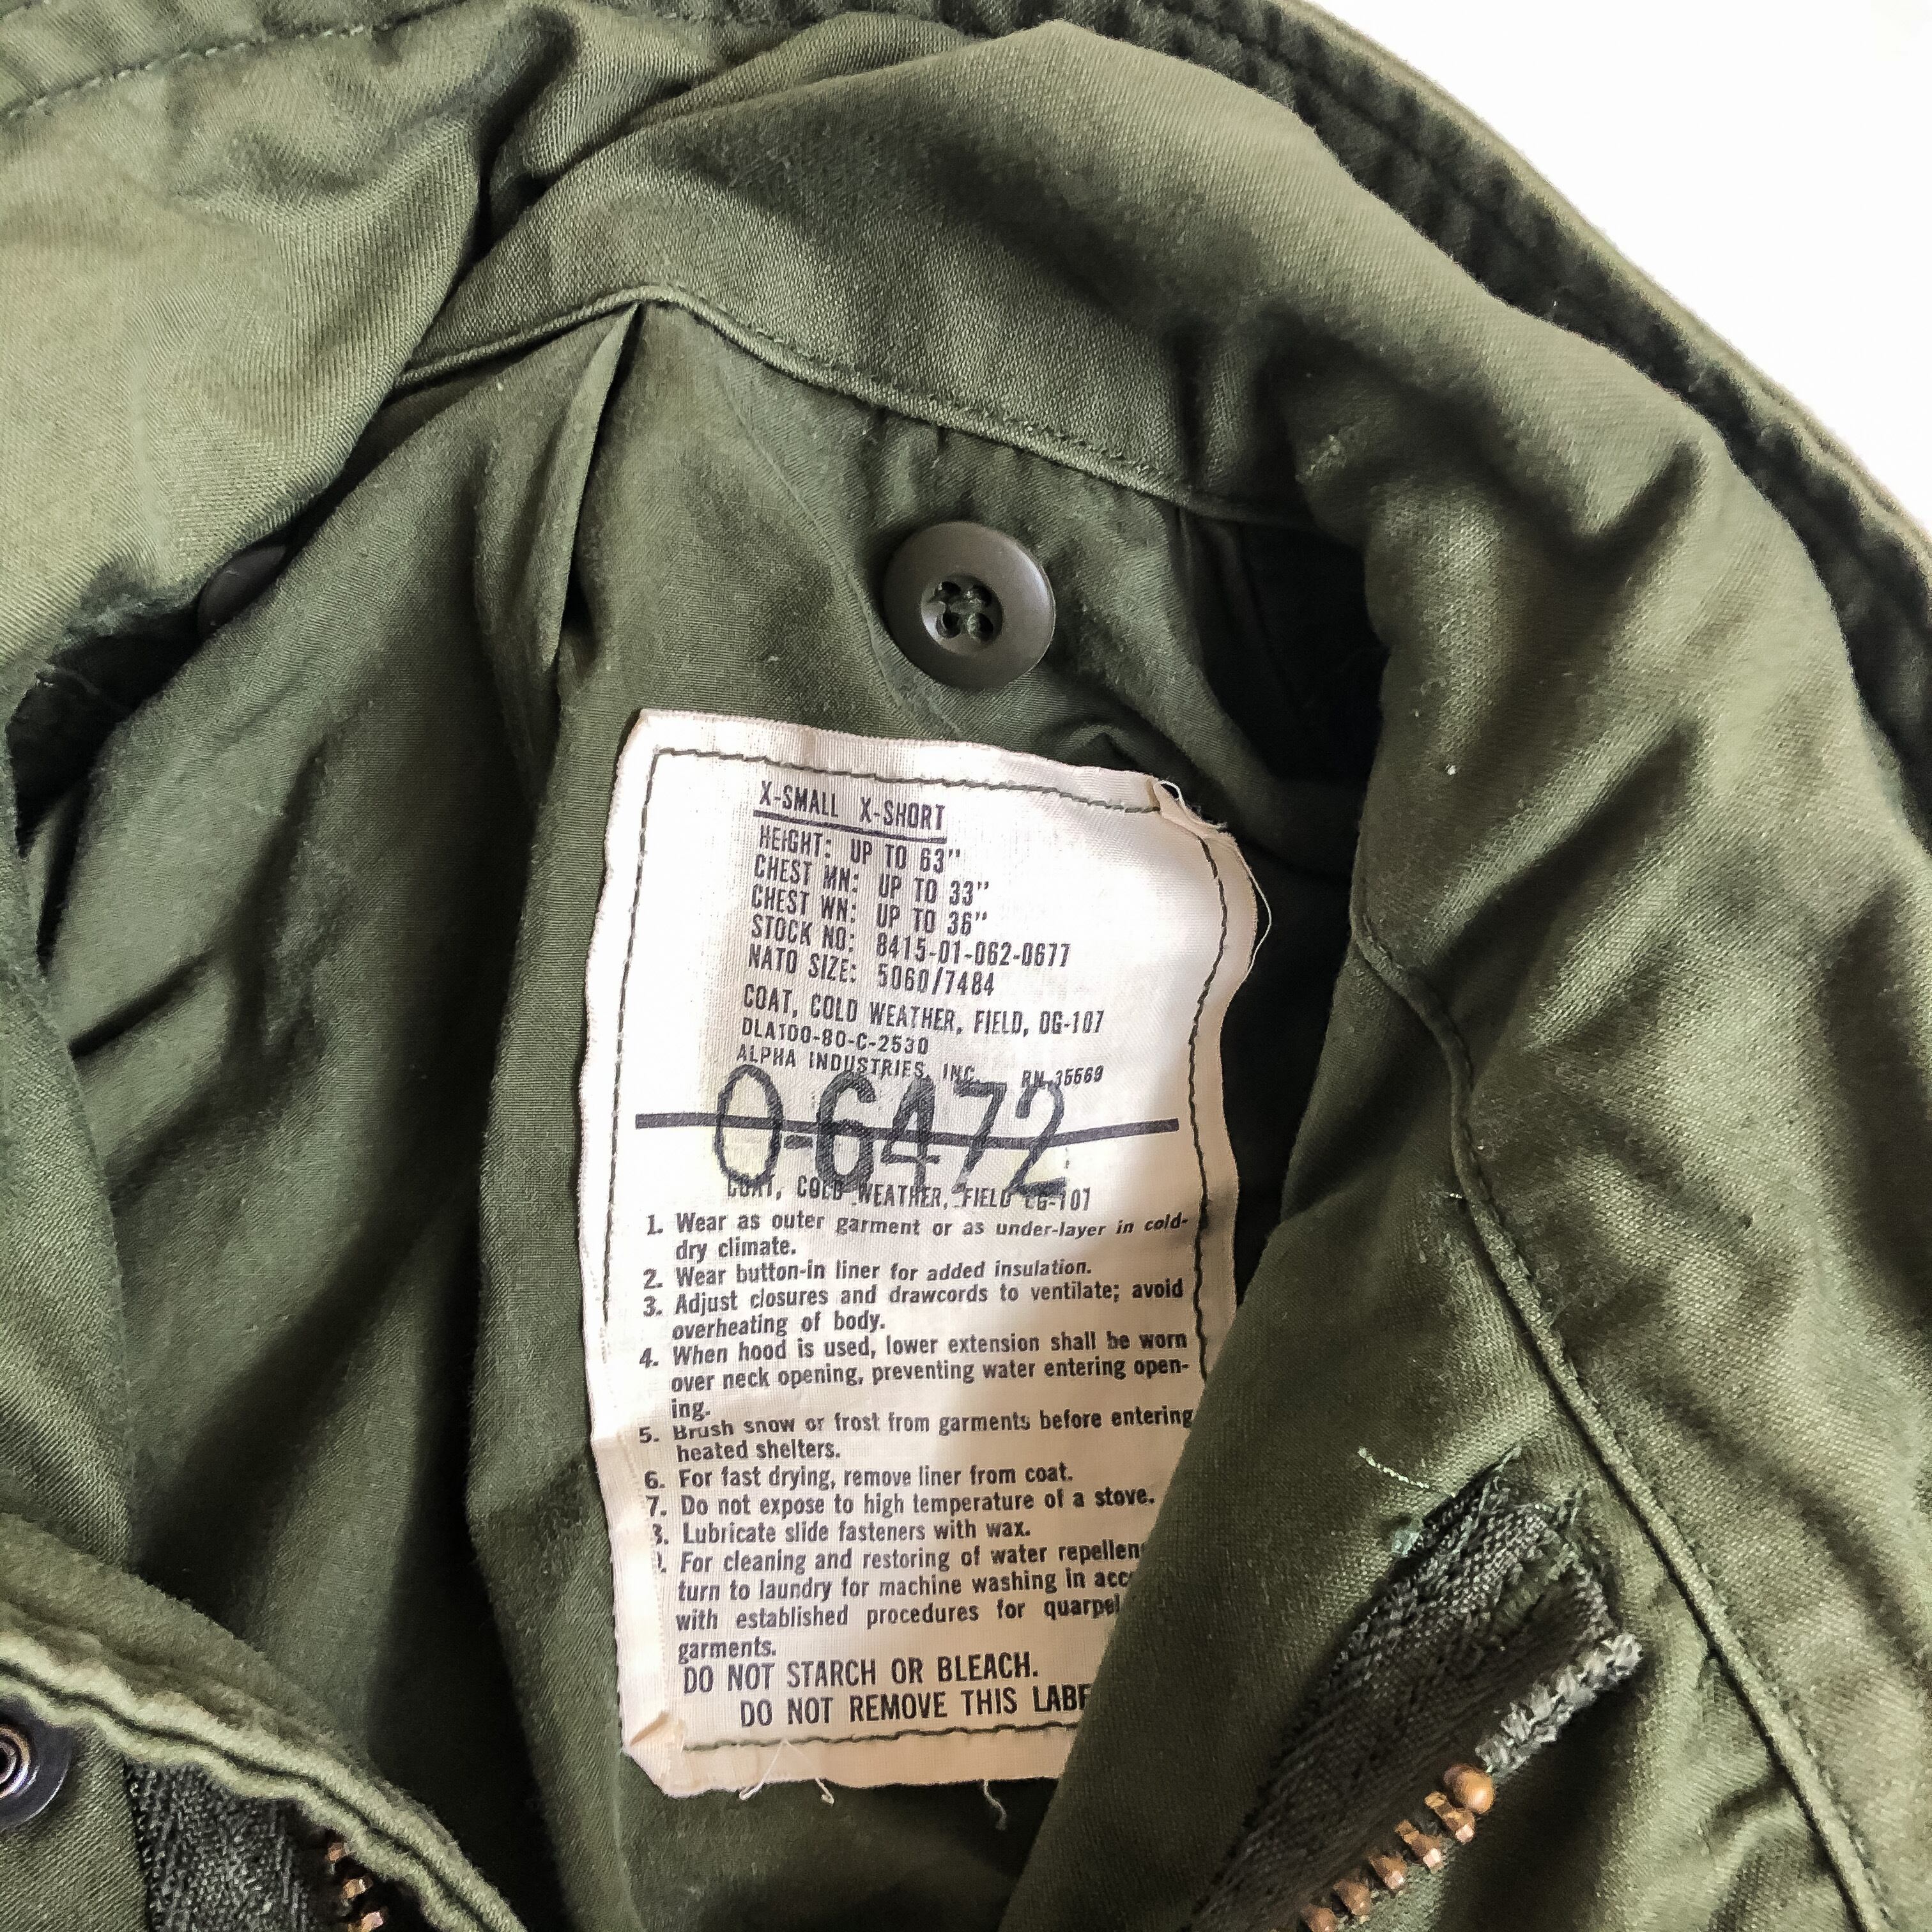 X-SMALL X-SHORT
HEIGHT: UP TO 63"
CHEST MN: UP TO 33"
CHEST WN: UP TO 36"
STOCK NO: 8415-01-062-0677
NATO SIZE: 5060/7484
COAT, COLD WEATHER, FIELD, OG-107
DLA100-80-C-2530
ALPHA INDUSTRIES, INC. RN 35569
0-6472
COAT, COLD WEATHER, FIELD OG-107
1. Wear as outer garment or as under-layer in cold-
dry climate.
2. Wear button-in liner for added insulation.
3. Adjust closures and drawcords to ventilate; avoid
overheating of body.
4. When hood is used, lower extension shall be worn
over neck opening, preventing water entering open-
ing.
5. Brush snow or frost from garments before entering
heated shelters.
6. For fast drying, remove liner from coat.
7. Do not expose to high temperature of a stove.
8. Lubricate slide fasteners with wax.
For cleaning and restoring of water
turn to laundry for machine washing in
with established procedures for quarpel
garments.
DO NOT STARCH OR BLEACH.
DO NOT REMOVE THIS